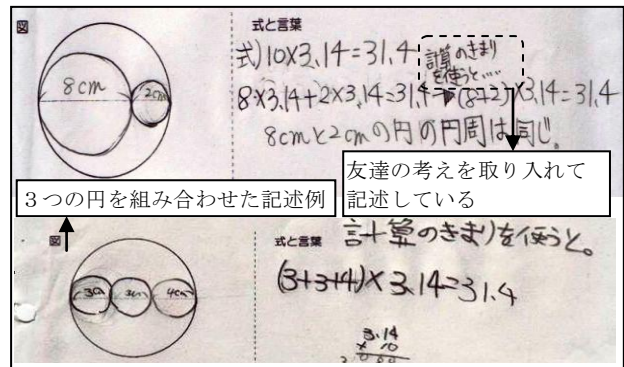 図
式と言葉
式)10×3.14=31.4
計算のきまり
を使うと……
8×3.14+2×3.14=31.4→(8+2)×3.14=31.4
8cmと2cmの円の円周は同じ。
8cm
2cm
3つの円を組み合わせた記述例
友達の考えを取り入れて
記述している
図
式と言葉
計算のきまりを使うと。
(3+3+4)×3.14=31.4
3cm
3cm
4cm
3.14
× 10